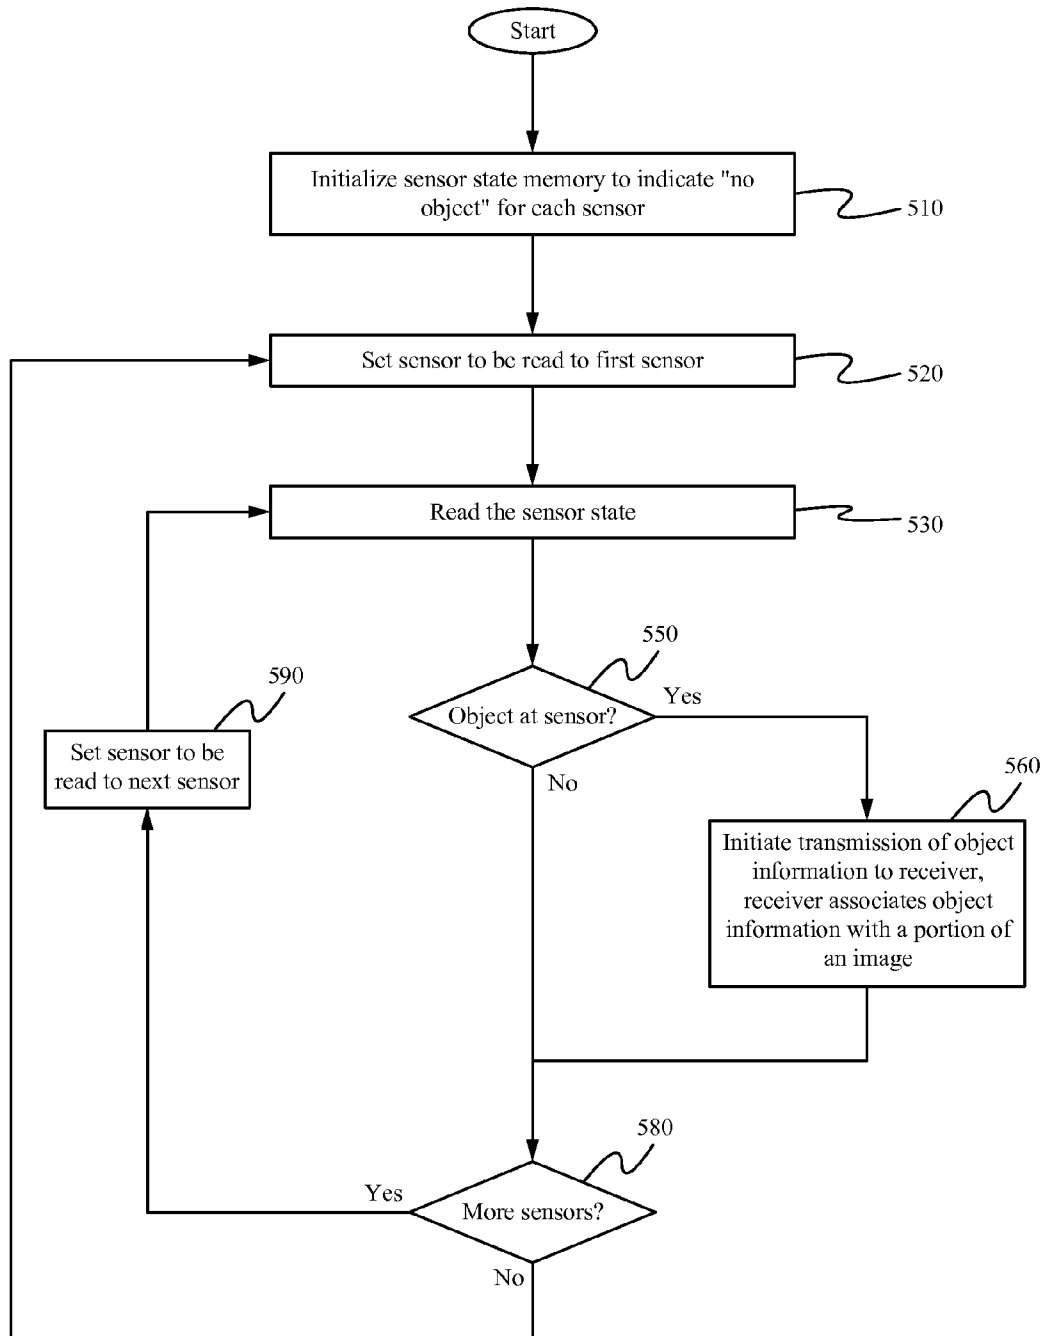 Start
Initialize sensor state memory to indicate "no
object" for each sensor
510
Set sensor to be read to first sensor
520
Read the sensor state
530
550
Object at sensor?
Yes
No
590
Set sensor to be
read to next sensor
560
Initiate transmission of object
information to receiver,
receiver associates object
information with a portion of
an image
580
More sensors?
Yes
No